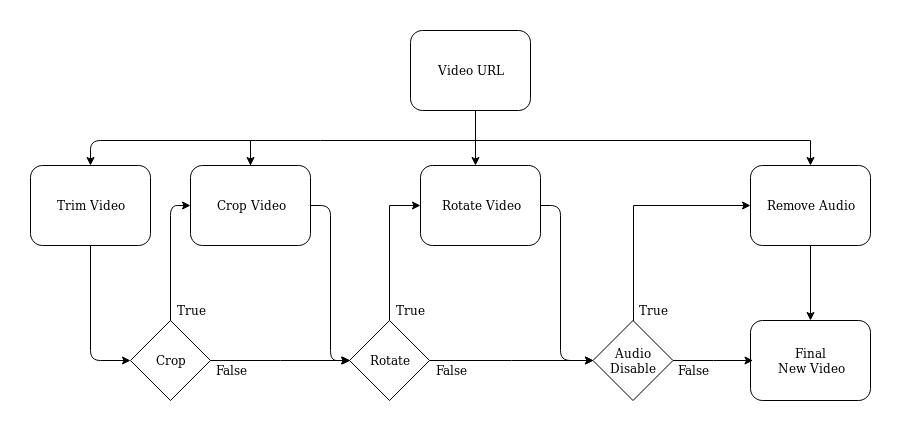 Video URL
Trim Video
Crop Video
Rotate Video
Remove Audio
True
True
True
Crop
False
Rotate
False
Audio
Disable
False
Final
New Video